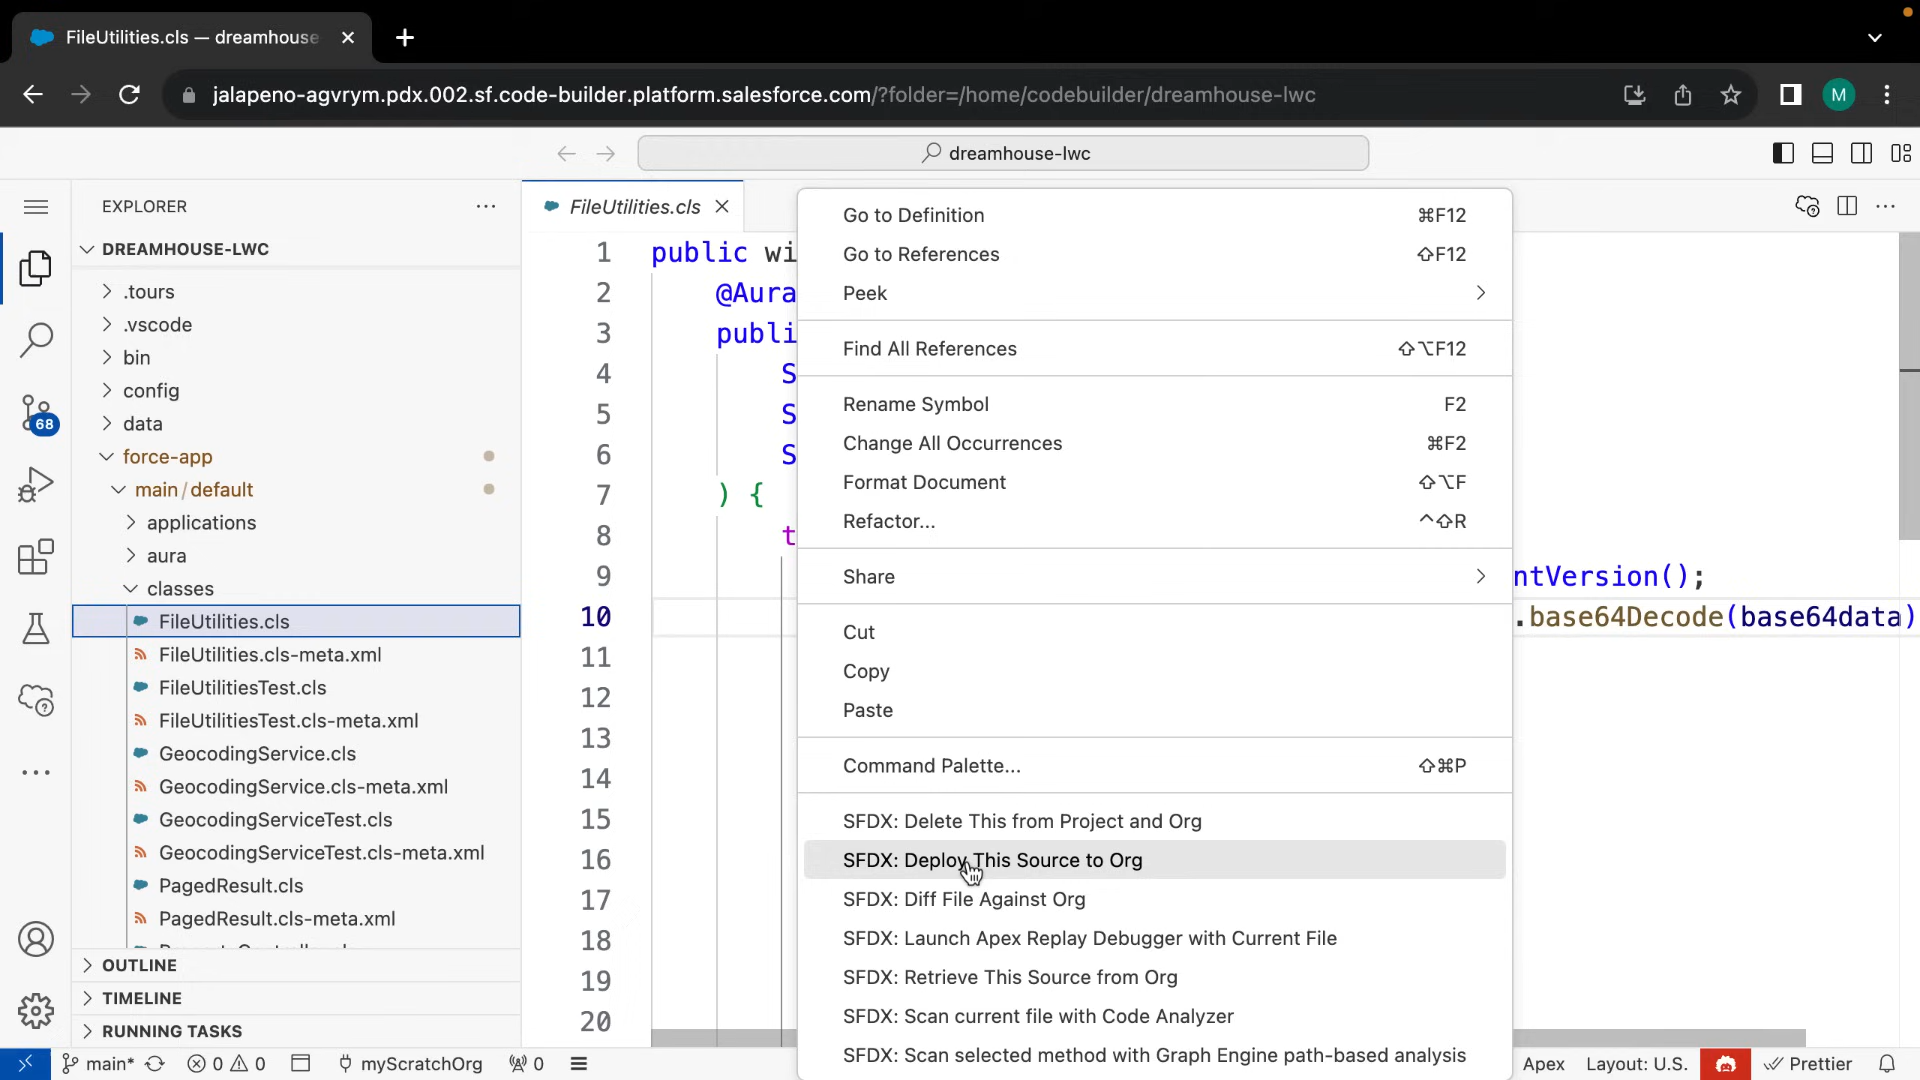 FileUtilities.cls — dreamhouse
jalapeno-agvrym.pdx.002.sf.code-builder.platform.salesforce.com/?folder=/home/codebuilder/dreamhouse-lwc
M
dreamhouse-lwc
EXPLORER
FileUtilities.cls
DREAMHOUSE-LWC
.tours
.vscode
bin
config
data
force-app
main / default
applications
aura
classes
FileUtilities.cls
FileUtilities.cls-meta.xml
FileUtilitiesTest.cls
FileUtilitiesTest.cls-meta.xml
GeocodingService.cls
GeocodingService.cls-meta.xml
GeocodingServiceTest.cls
GeocodingServiceTest.cls-meta.xml
PagedResult.cls
PagedResult.cls-meta.xml
OUTLINE
TIMELINE
RUNNING TASKS
68
1 public wi
2 @Aura
3 publi
4 S
5 S
6 S
7 ) {
8 t
9 ntVersion();
10 .base64Decode(base64data)
11
12
13
14
15
16
17
18
19
20
Go to Definition ⌘F12
Go to References ⇧F12
Peek
Find All References ⇧⌥F12
Rename Symbol F2
Change All Occurrences ⌘F2
Format Document ⇧⌥F
Refactor... ^⇧R
Share
Cut
Copy
Paste
Command Palette... ⇧⌘P
SFDX: Delete This from Project and Org
SFDX: Deploy This Source to Org
SFDX: Diff File Against Org
SFDX: Launch Apex Replay Debugger with Current File
SFDX: Retrieve This Source from Org
SFDX: Scan current file with Code Analyzer
SFDX: Scan selected method with Graph Engine path-based analysis
main* 0 0 myScratchOrg 0 Apex Layout: U.S. Prettier